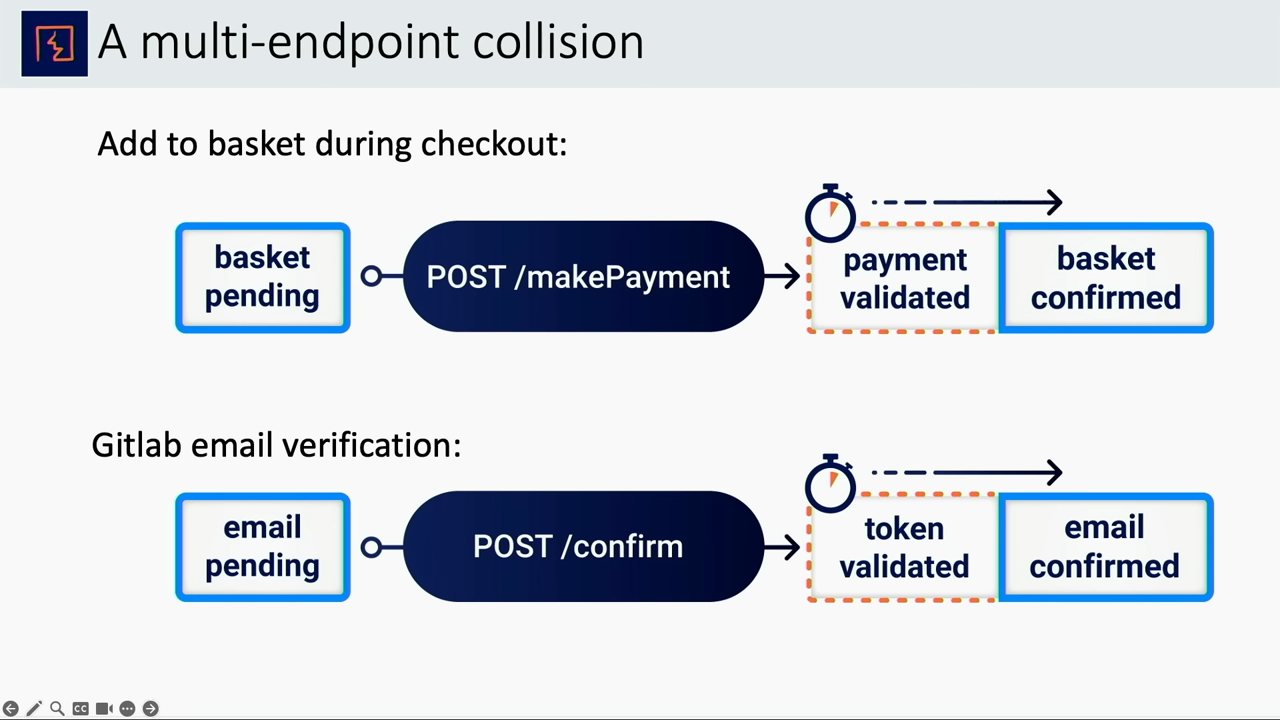 A multi-endpoint collision
Add to basket during checkout:
basket
pending
POST /makePayment
payment
validated
basket
confirmed
Gitlab email verification:
email
pending
POST /confirm
token
validated
email
confirmed
CC